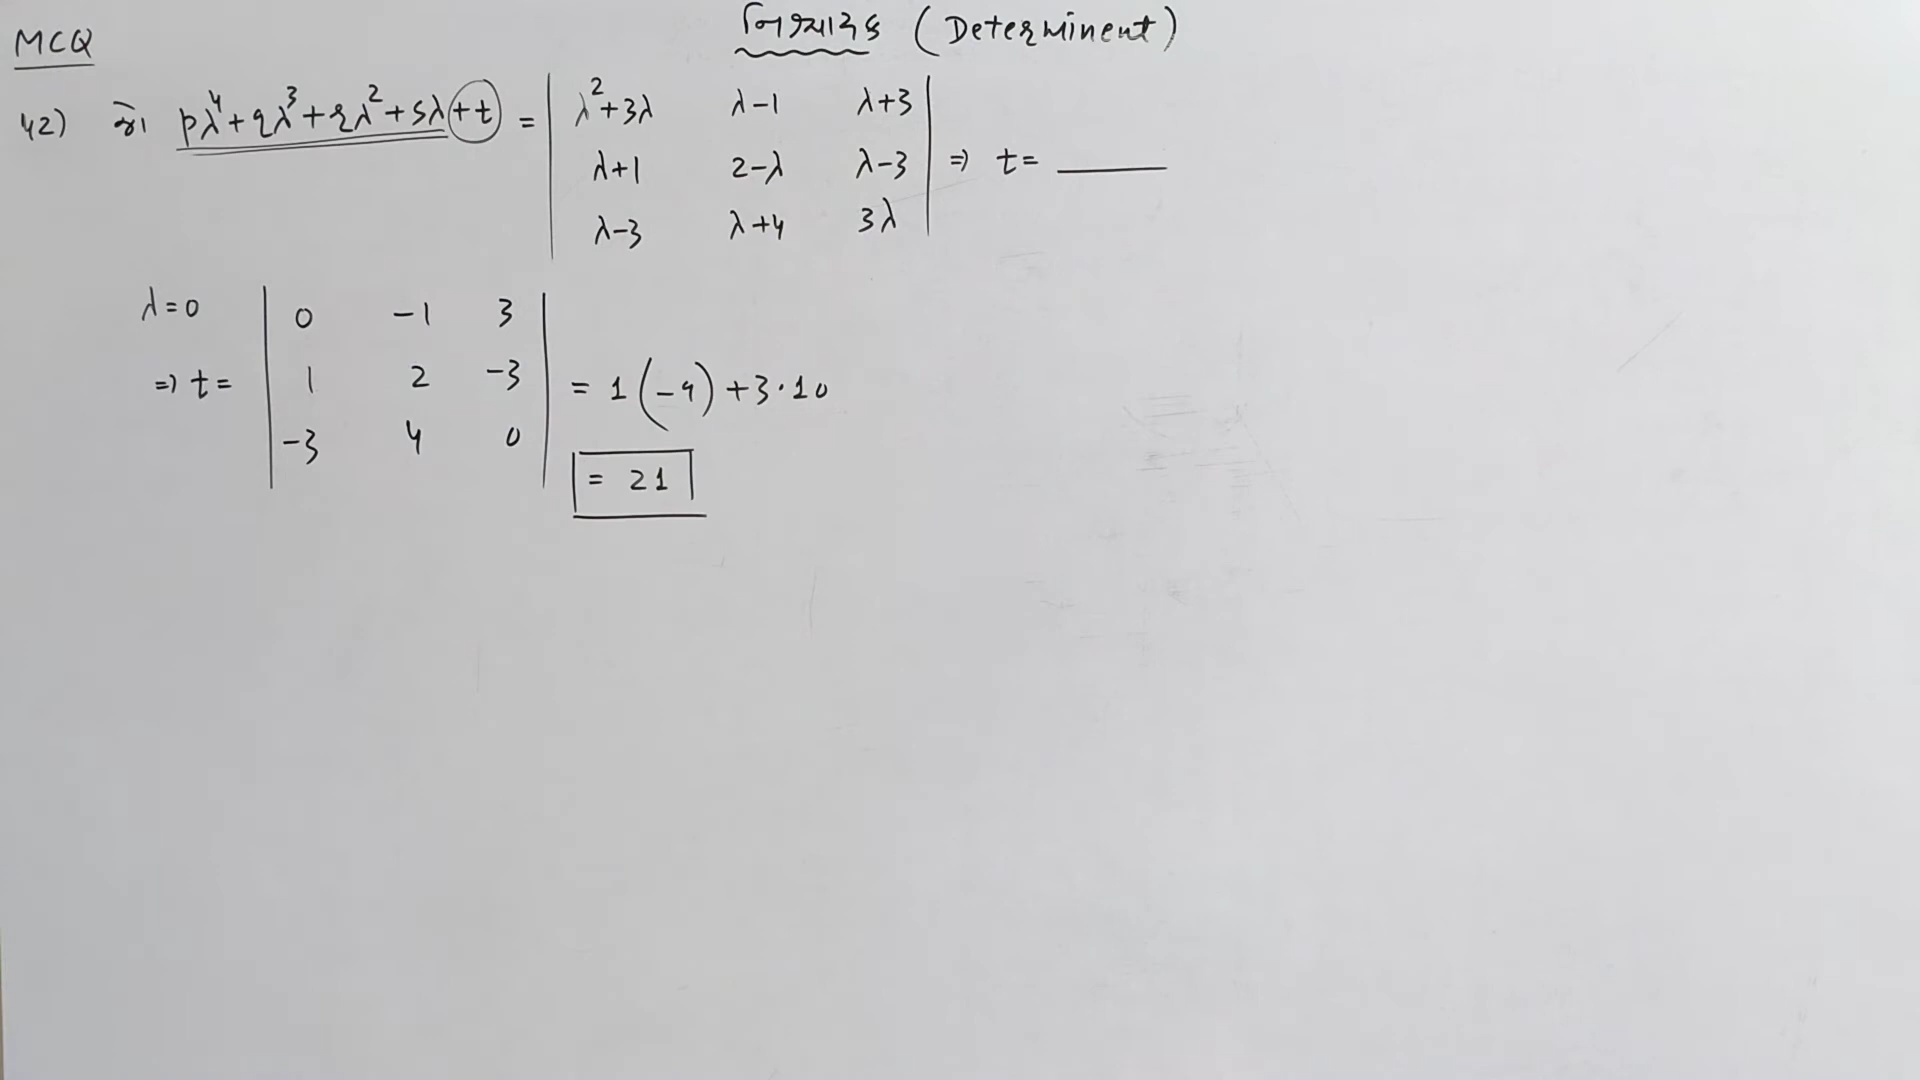 MCQ
નિશ્ચાયક (Determinent)
42) જો pλ⁴+qλ³+rλ²+sλ+t = | λ²+3λ λ-1 λ+3 |
| λ+1 2-λ λ-3 | ⇒ t= ____
| λ-3 λ+4 3λ |
λ=0 | 0 -1 3 |
⇒ t= | 1 2 -3 | = 1(-9)+3·10
| -3 4 0 |
= 21